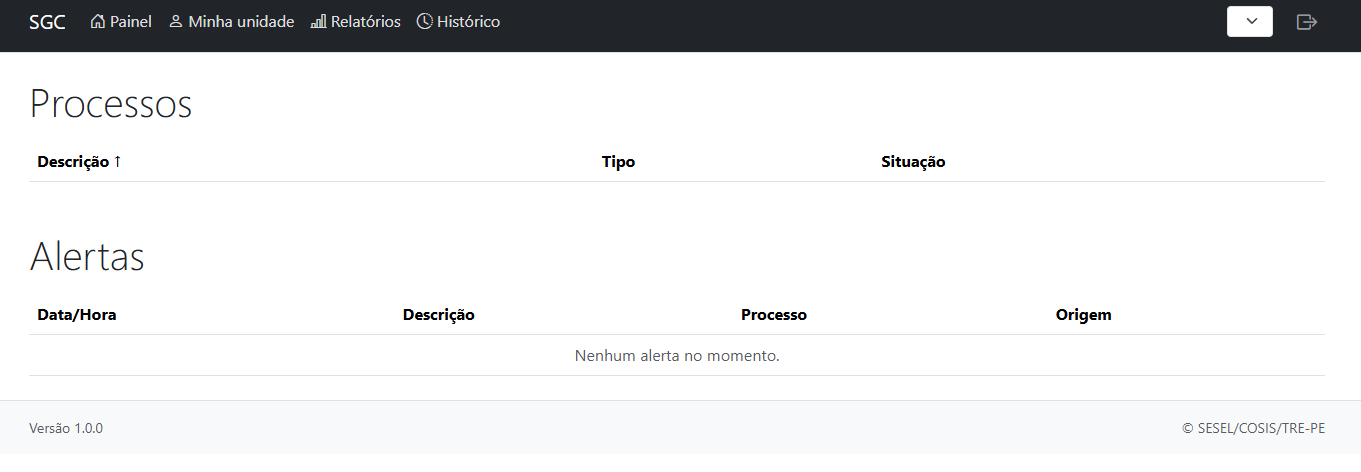 SGC Painel Minha unidade Relatórios Histórico
Processos
Descrição ↑ Tipo Situação
Alertas
Data/Hora Descrição Processo Origem
Nenhum alerta no momento.
Versão 1.0.0 © SESEL/COSIS/TRE-PE